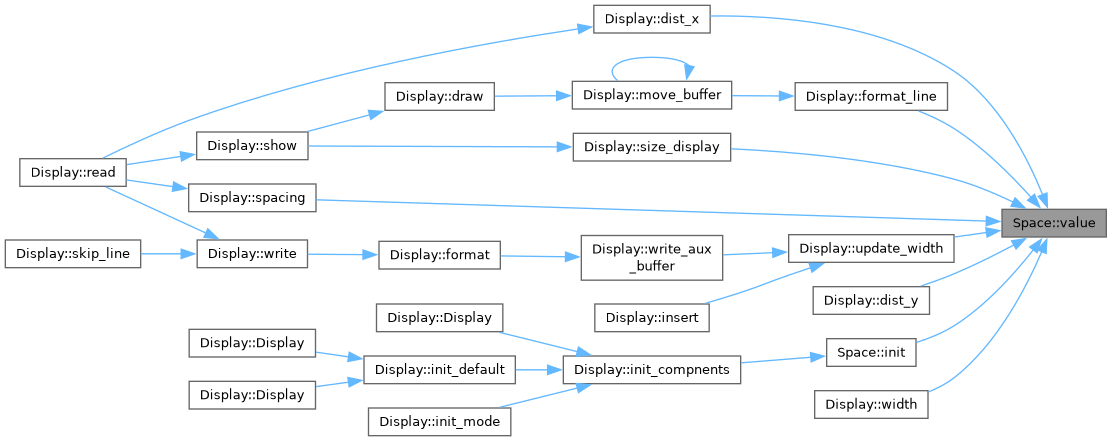 Display::dist_x
Display::draw
Display::move_buffer
Display::format_line
Display::show
Display::size_display
Display::read
Display::spacing
Space::value
Display::skip_line
Display::write
Display::format
Display::write_aux
_buffer
Display::update_width
Display::dist_y
Display::insert
Display::Display
Display::Display
Space::init
Display::init_default
Display::init_compnents
Display::Display
Display::width
Display::init_mode